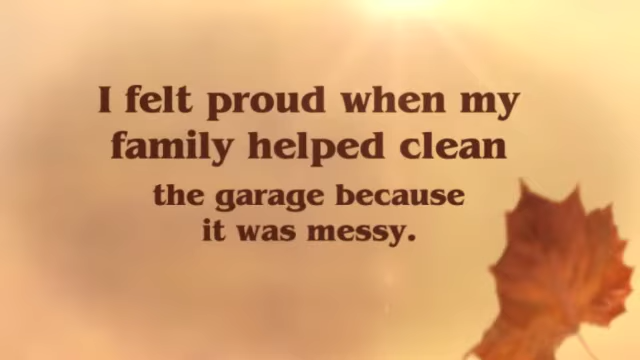 I felt proud when my
family helped clean
the garage because
it was messy.